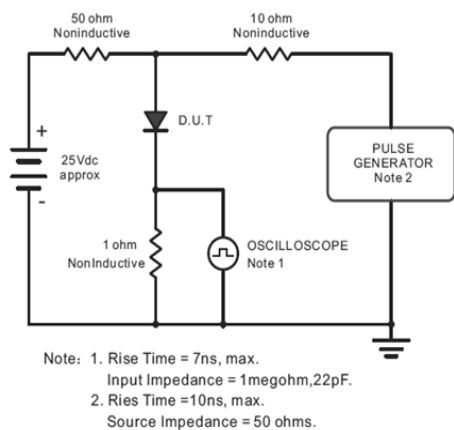 50 ohm
Noninductive
10 ohm
Noninductive
D.U.T
+
25Vdc
approx
-
PULSE
GENERATOR
Note 2
1 ohm
NonInductive
OSCILLOSCOPE
Note 1
Note: 1. Rise Time = 7ns, max.
Input Impedance = 1megohm,22pF.
2. Ries Time =10ns, max.
Source Impedance = 50 ohms.